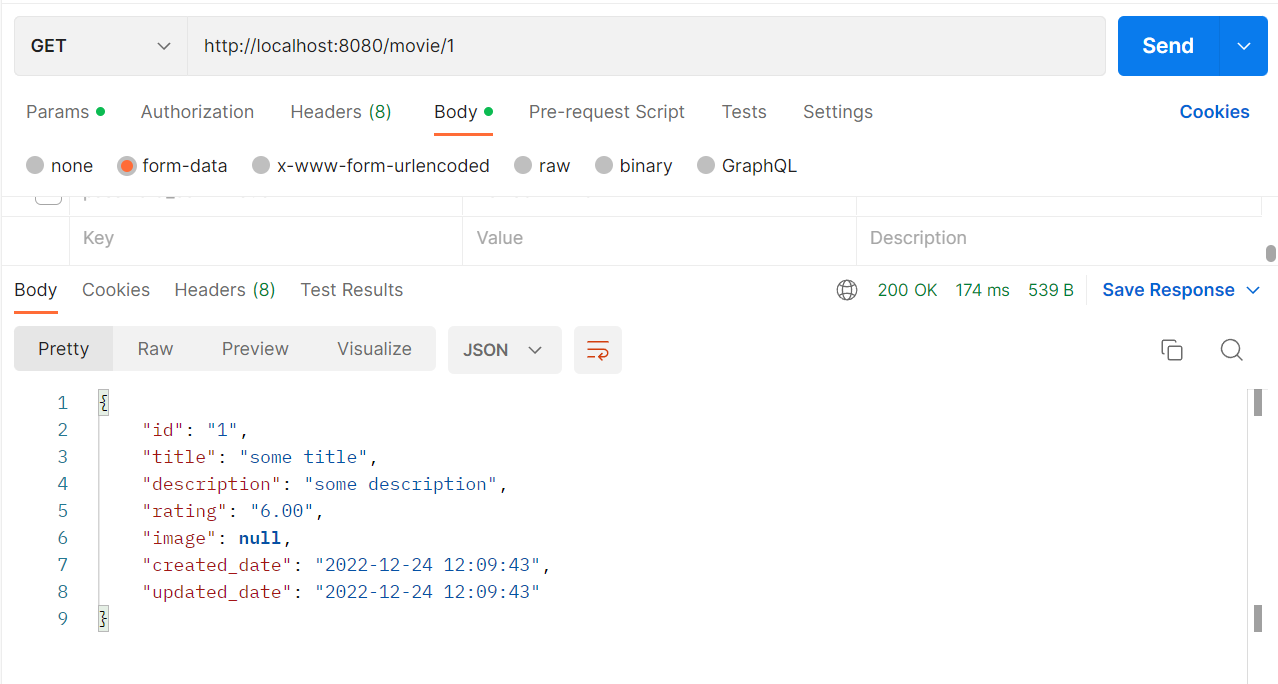 GET http://localhost:8080/movie/1 Send
Params Authorization Headers (8) Body Pre-request Script Tests Settings Cookies
none form-data x-www-form-urlencoded raw binary GraphQL
Key Value Description
Body Cookies Headers (8) Test Results 200 OK 174 ms 539 B Save Response
Pretty Raw Preview Visualize JSON
1 {
2 "id": "1",
3 "title": "some title",
4 "description": "some description",
5 "rating": "6.00",
6 "image": null,
7 "created_date": "2022-12-24 12:09:43",
8 "updated_date": "2022-12-24 12:09:43"
9 }